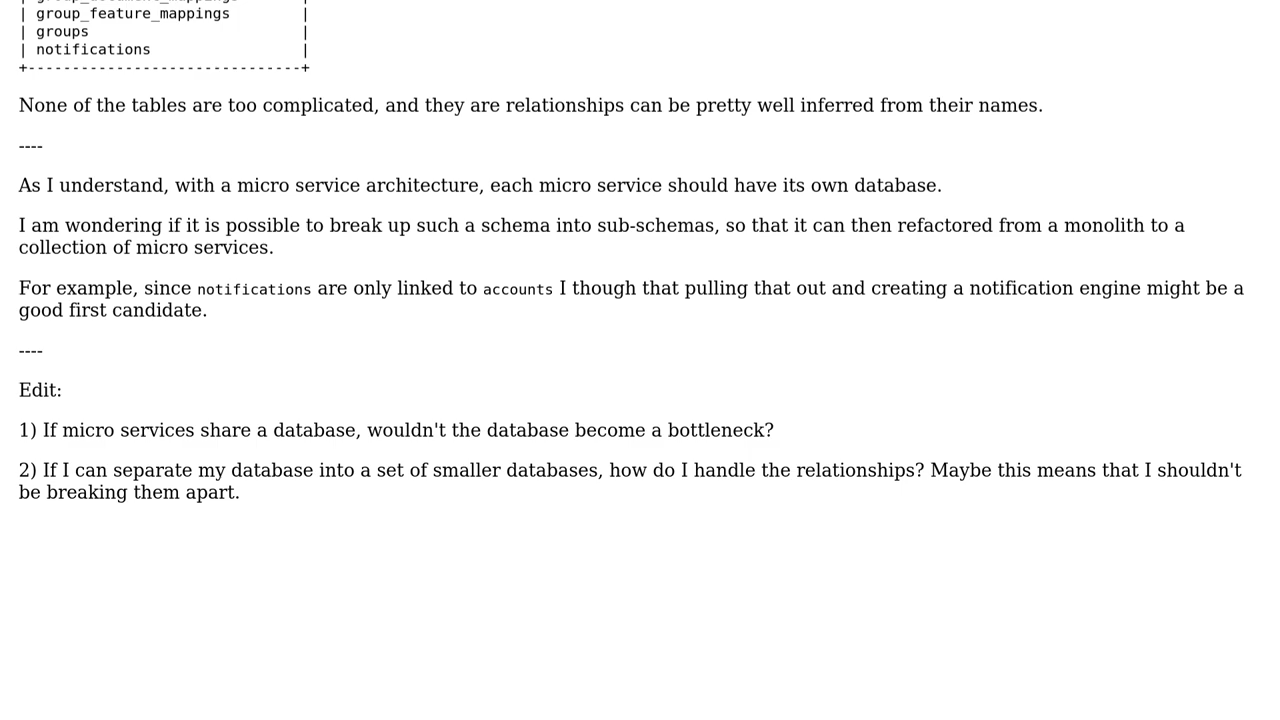 | group_feature_mappings |
| groups |
| notifications |
+-------------------------------+
None of the tables are too complicated, and they are relationships can be pretty well inferred from their names.
----
As I understand, with a micro service architecture, each micro service should have its own database.
I am wondering if it is possible to break up such a schema into sub-schemas, so that it can then refactored from a monolith to a
collection of micro services.
For example, since notifications are only linked to accounts I though that pulling that out and creating a notification engine might be a
good first candidate.
----
Edit:
1) If micro services share a database, wouldn't the database become a bottleneck?
2) If I can separate my database into a set of smaller databases, how do I handle the relationships? Maybe this means that I shouldn't
be breaking them apart.